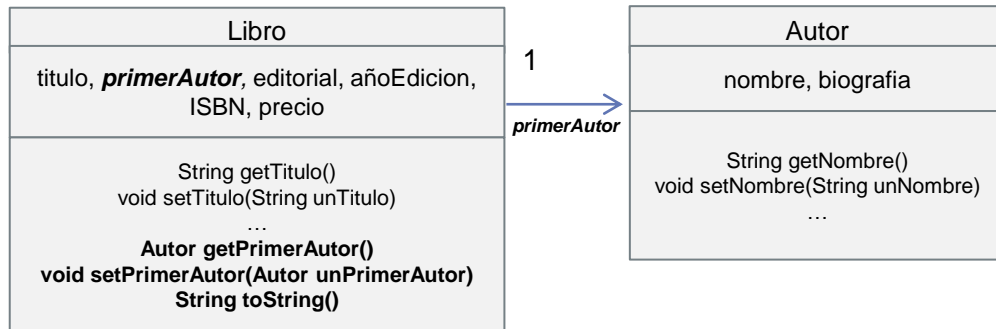 Libro
titulo, primerAutor, editorial, añoEdicion,
ISBN, precio
String getTitulo()
void setTitulo(String unTitulo)
…
Autor getPrimerAutor()
void setPrimerAutor(Autor unPrimerAutor)
String toString()
1
primerAutor
Autor
nombre, biografia
String getNombre()
void setNombre(String unNombre)
…